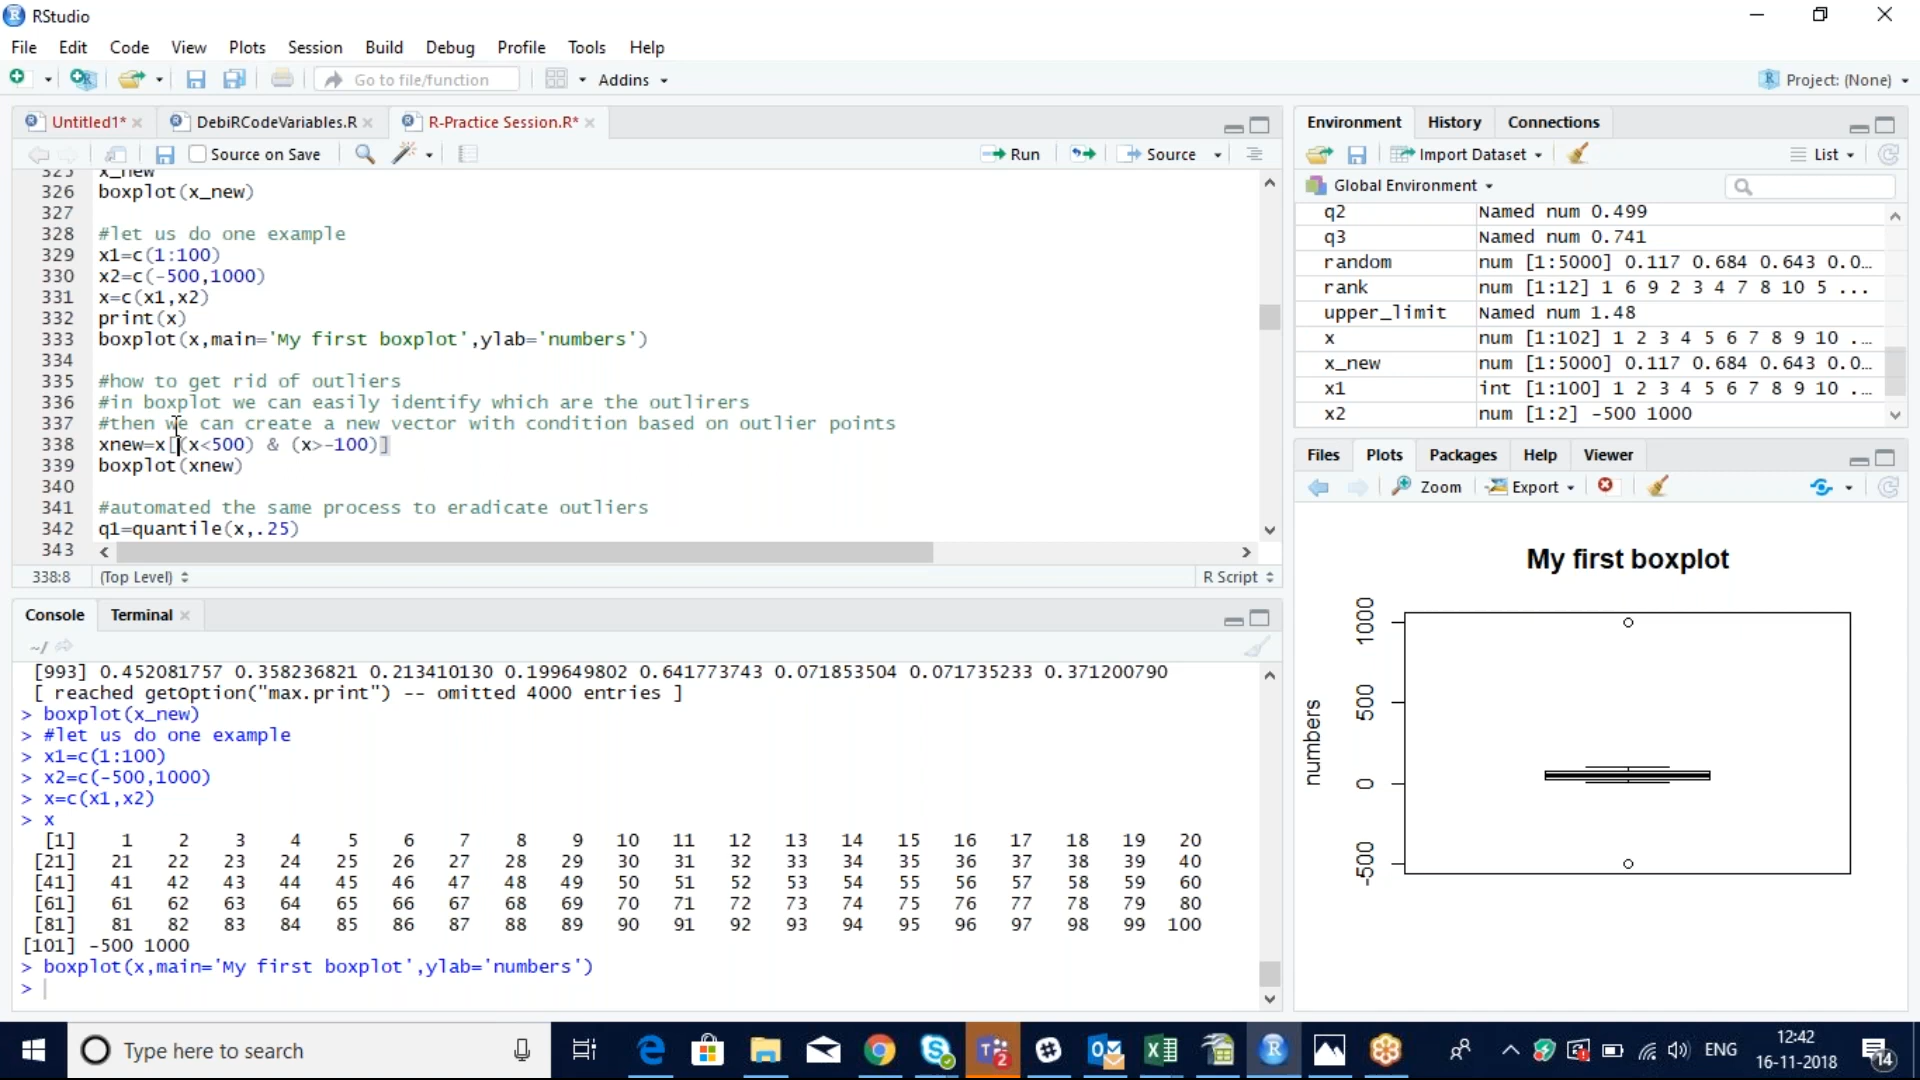 RStudio
File Edit Code View Plots Session Build Debug Profile Tools Help
Go to file/function Addins Project: (None)
Untitled1* DebiRCodeVariables.R R-Practice Session.R*
Source on Save Run Source
325 x_new
326 boxplot(x_new)
327
328 #let us do one example
329 x1=c(1:100)
330 x2=c(-500,1000)
331 x=c(x1,x2)
332 print(x)
333 boxplot(x,main='My first boxplot',ylab='numbers')
334
335 #how to get rid of outliers
336 #in boxplot we can easily identify which are the outlirers
337 #then we can create a new vector with condition based on outlier points
338 xnew=x[(x<500) & (x>-100)]
339 boxplot(xnew)
340
341 #automated the same process to eradicate outliers
342 q1=quantile(x,.25)
343
338:8 (Top Level) R Script
Console Terminal
~/
[993] 0.452081757 0.358236821 0.213410130 0.199649802 0.641773743 0.071853504 0.071735233 0.371200790
[ reached getOption("max.print") -- omitted 4000 entries ]
> boxplot(x_new)
> #let us do one example
> x1=c(1:100)
> x2=c(-500,1000)
> x=c(x1,x2)
> x
[1] 1 2 3 4 5 6 7 8 9 10 11 12 13 14 15 16 17 18 19 20
[21] 21 22 23 24 25 26 27 28 29 30 31 32 33 34 35 36 37 38 39 40
[41] 41 42 43 44 45 46 47 48 49 50 51 52 53 54 55 56 57 58 59 60
[61] 61 62 63 64 65 66 67 68 69 70 71 72 73 74 75 76 77 78 79 80
[81] 81 82 83 84 85 86 87 88 89 90 91 92 93 94 95 96 97 98 99 100
[101] -500 1000
> boxplot(x,main='My first boxplot',ylab='numbers')
>
Environment History Connections
Import Dataset List
Global Environment
q2 Named num 0.499
q3 Named num 0.741
random num [1:5000] 0.117 0.684 0.643 0.0…
rank num [1:12] 1 6 9 2 3 4 7 8 10 5 ...
upper_limit Named num 1.48
x num [1:102] 1 2 3 4 5 6 7 8 9 10 …
x_new num [1:5000] 0.117 0.684 0.643 0.0…
x1 int [1:100] 1 2 3 4 5 6 7 8 9 10 …
x2 num [1:2] -500 1000
Files Plots Packages Help Viewer
Zoom Export
My first boxplot
numbers
1000
500
0
-500
Type here to search
ENG
12:42
16-11-2018
14